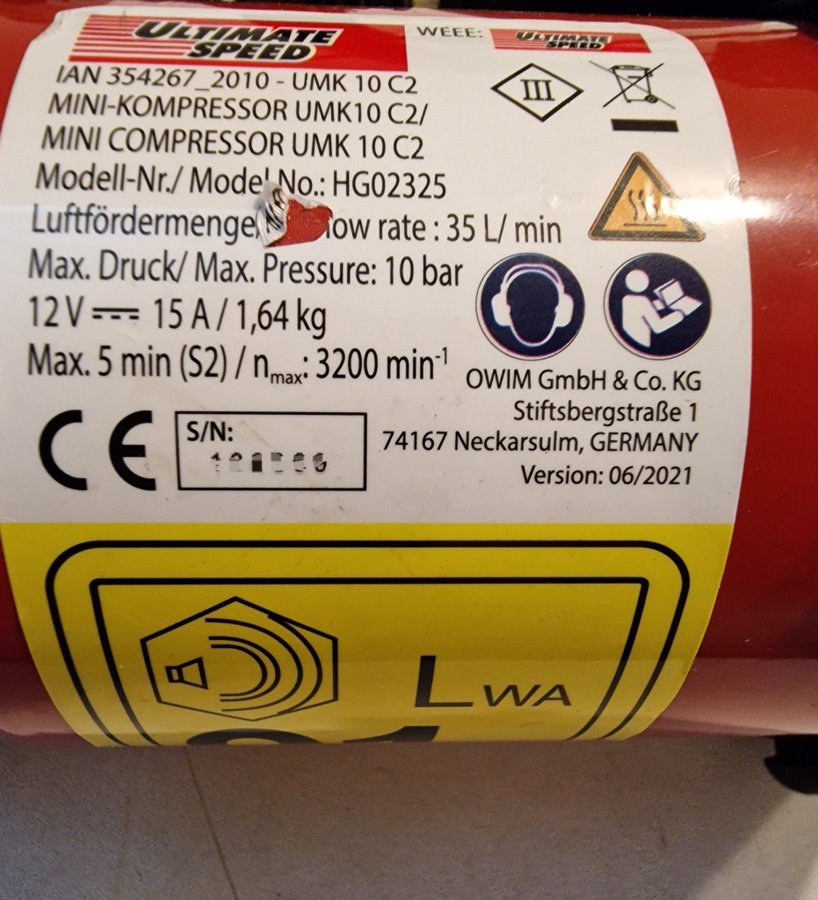 ULTIMATE SPEED
WEEE: ULTIMATE SPEED
IAN 354267_2010 - UMK 10 C2
MINI-KOMPRESSOR UMK10 C2/
MINI COMPRESSOR UMK 10 C2
III
Modell-Nr./ Model No.: HG02325
Luftfördermenge/ low rate : 35 L/ min
Max. Druck/ Max. Pressure: 10 bar
12 V 15 A / 1,64 kg
Max. 5 min (S2) / nmax: 3200 min-1
OWIM GmbH & Co. KG
Stiftsbergstraße 1
74167 Neckarsulm, GERMANY
Version: 06/2021
CE
S/N:
LWA